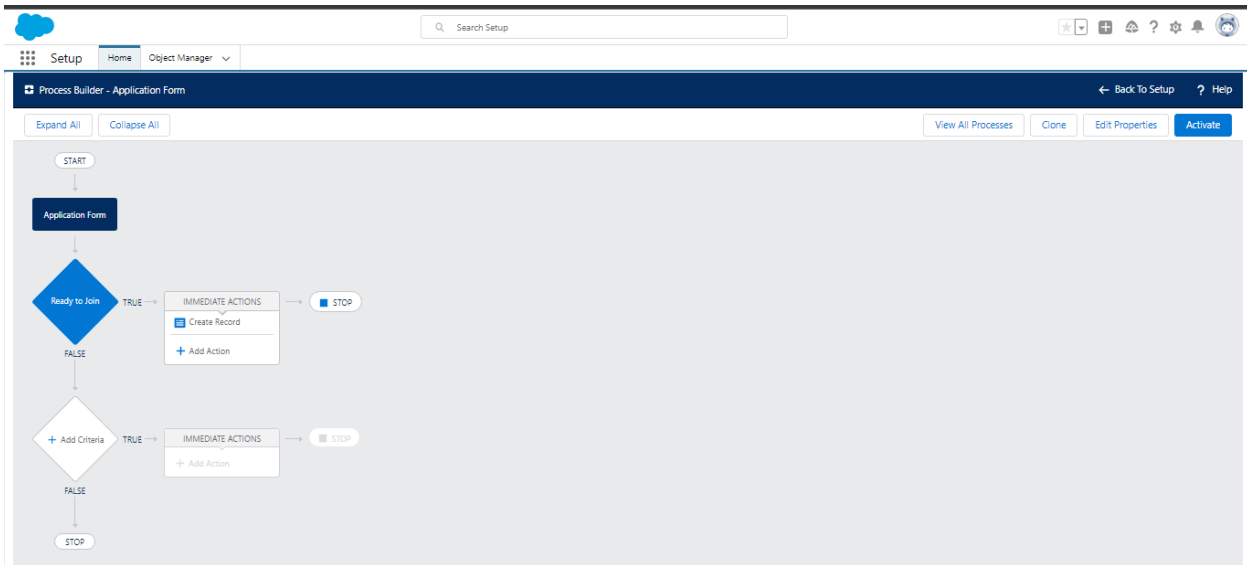 Search Setup
Setup Home Object Manager
Process Builder - Application Form
← Back To Setup ? Help
Expand All Collapse All View All Processes Clone Edit Properties Activate
START
Application Form
Ready to Join TRUE IMMEDIATE ACTIONS STOP
Create Record
+ Add Action
FALSE
+ Add Criteria TRUE IMMEDIATE ACTIONS STOP
+ Add Action
FALSE
STOP